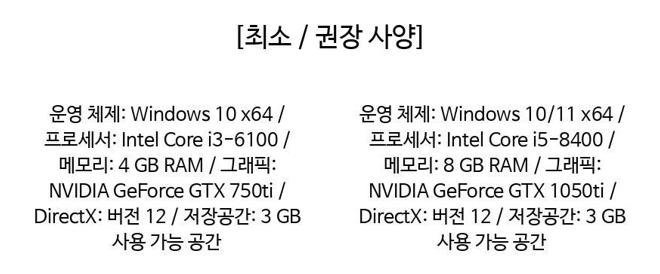 [최소 / 권장 사양]
운영 체제: Windows 10 x64 /
프로세서: Intel Core i3-6100 /
메모리: 4 GB RAM / 그래픽:
NVIDIA GeForce GTX 750ti /
DirectX: 버전 12 / 저장공간: 3 GB
사용 가능 공간
운영 체제: Windows 10/11 x64 /
프로세서: Intel Core i5-8400 /
메모리: 8 GB RAM / 그래픽:
NVIDIA GeForce GTX 1050ti /
DirectX: 버전 12 / 저장공간: 3 GB
사용 가능 공간